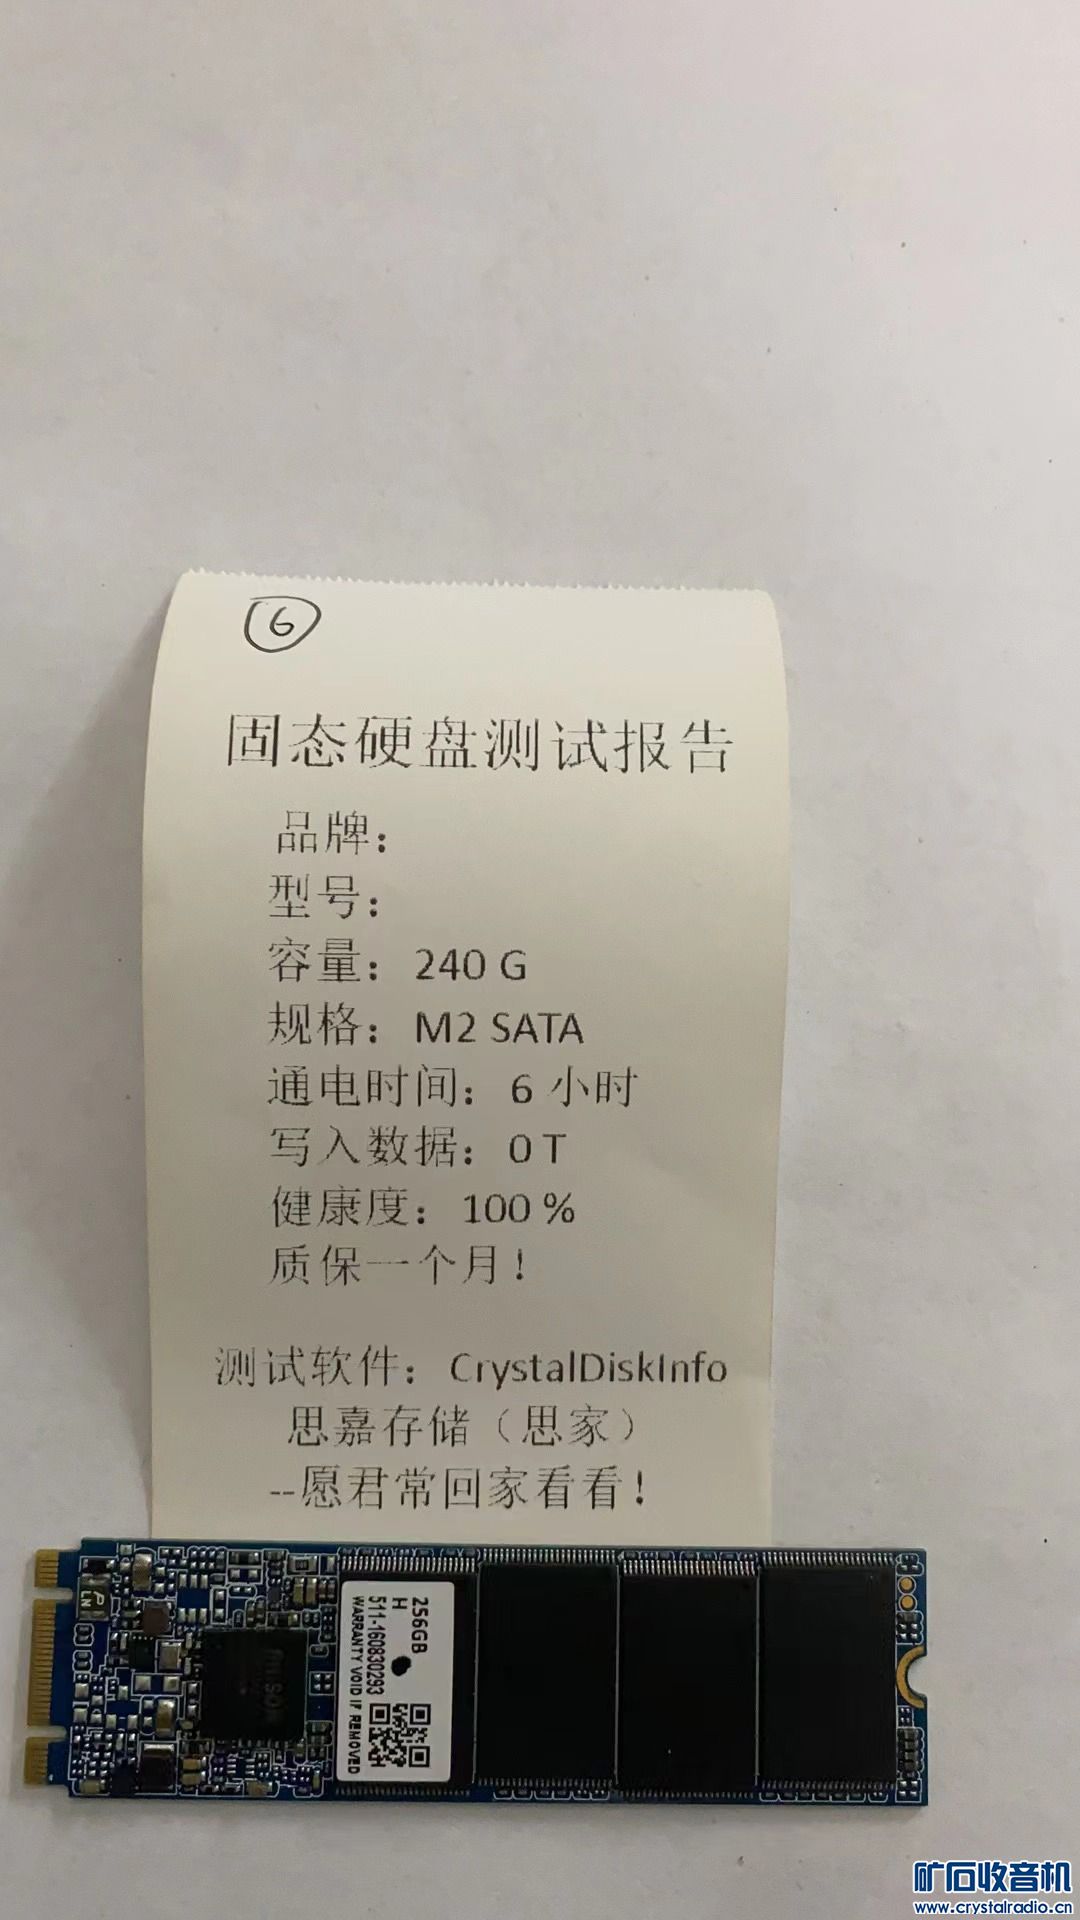 6
固态硬盘测试报告
品牌：
型号：
容量：240 G
规格：M2 SATA
通电时间：6 小时
写入数据：0 T
健康度：100 %
质保一个月！
测试软件：CrystalDiskInfo
思嘉存储（思家）
--愿君常回家看看！
256GB
H
511-160830293
WARRANTY VOID IF REMOVED
矿石收音机
www.crystalradio.cn